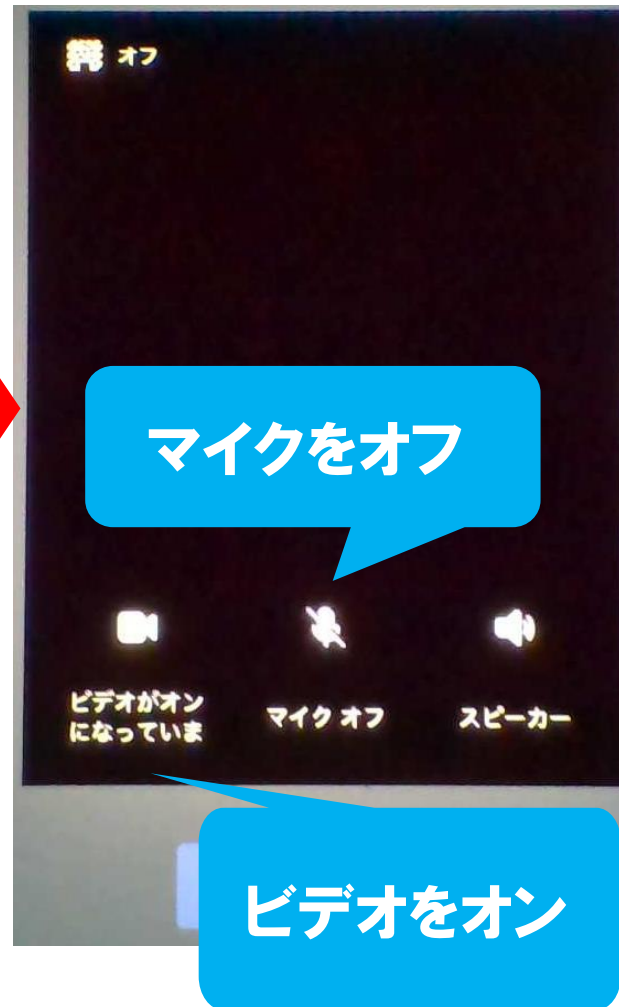 オフ
マイクをオフ
ビデオがオン
になっていま
マイク オフ
スピーカー
ビデオをオン